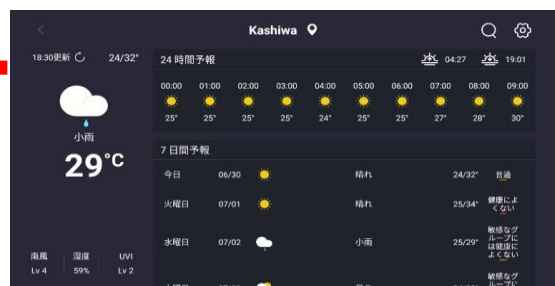 Kashiwa
18:30更新 24/32°
小雨
29°C
南風 湿度 UVI
Lv 4 59% Lv 2
24 時間予報 04:27 19:01
00:00 01:00 02:00 03:00 04:00 05:00 06:00 07:00 08:00 09:00
25° 25° 25° 25° 24° 25° 25° 27° 28° 30°
7 日間予報
今日 06/30 晴れ 24/32° 普通
火曜日 07/01 晴れ 25/34° 健康によ
くない
水曜日 07/02 小雨 25/29° 敏感なグ
ループに
は健康に
よくない
敏感なグ